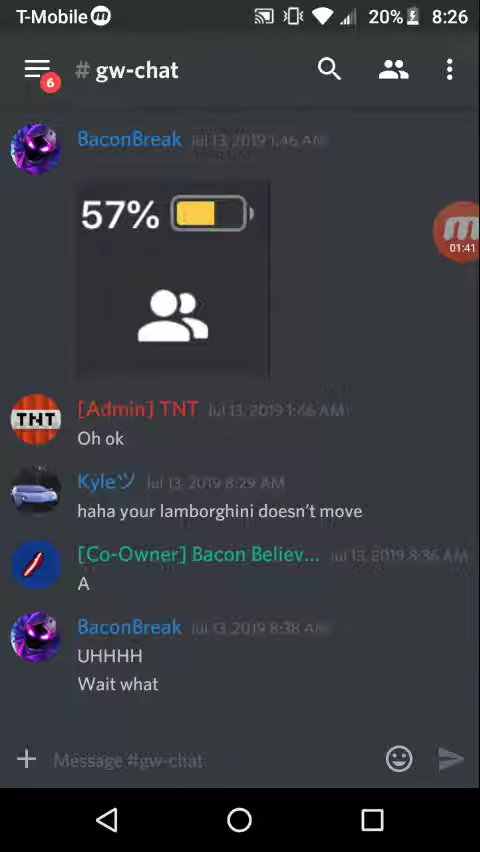 T-Mobile 20% 8:26
6
# gw-chat
BaconBreak Jul 13, 2019 1:46 AM
57%
01:41
[Admin] TNT Jul 13, 2019 1:46 AM
TNT
Oh ok
Kyleツ Jul 13, 2019 8:29 AM
haha your lamborghini doesn't move
[Co-Owner] Bacon Believ... Jul 13, 2019 8:36 AM
A
BaconBreak Jul 13, 2019 8:38 AM
UHHHH
Wait what
Message #gw-chat